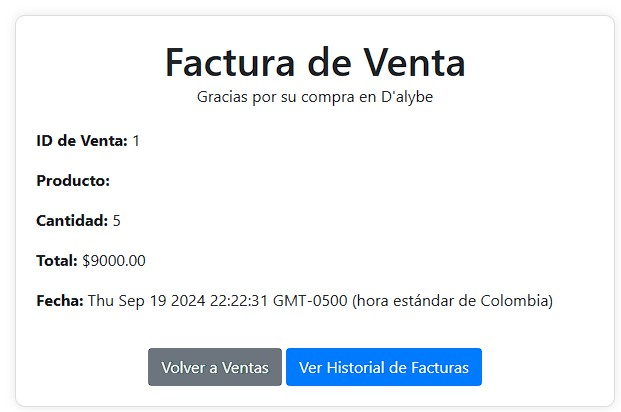 Factura de Venta
Gracias por su compra en D'alybe
ID de Venta: 1
Producto:
Cantidad: 5
Total: $9000.00
Fecha: Thu Sep 19 2024 22:22:31 GMT-0500 (hora estándar de Colombia)
Volver a Ventas Ver Historial de Facturas